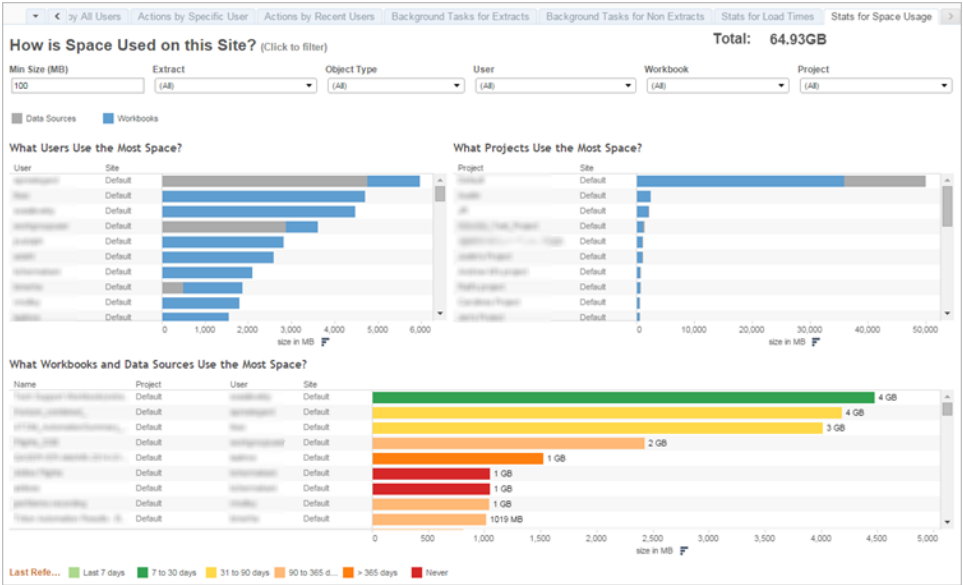 by All Users Actions by Specific User Actions by Recent Users Background Tasks for Extracts Background Tasks for Non Extracts Stats for Load Times Stats for Space Usage
How is Space Used on this Site? (Click to filter) Total: 64.93GB
Min Size (MB) Extract Object Type User Workbook Project
100 (All) (All) (All) (All) (All)
Data Sources Workbooks
What Users Use the Most Space? What Projects Use the Most Space?
User Site Project Site
Default Default
Default Default
Default Default
Default Default
Default Default
Default Default
Default Default
Default Default
Default Default
Default Default
0 1,000 2,000 3,000 4,000 5,000 6,000 0 10,000 20,000 30,000 40,000 50,000
size in MB size in MB
What Workbooks and Data Sources Use the Most Space?
Name Project User Site
Default Default 4 GB
Default Default 4 GB
Default Default 3 GB
Default Default 2 GB
Default Default 1 GB
Default Default 1 GB
Default Default 1 GB
Default Default 1 GB
Default Default 1019 MB
0 500 1,000 1,500 2,000 2,500 3,000 3,500 4,000 4,500 5,000
size in MB
Last Refe... Last 7 days 7 to 30 days 31 to 90 days 90 to 365 d... > 365 days Never